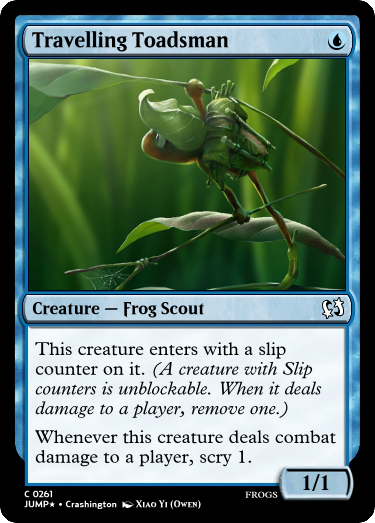 Travelling Toadsman
Creature — Frog Scout
This creature enters with a slip
counter on it. (A creature with Slip
counters is unblockable. When it deals
damage to a player, remove one.)
Whenever this creature deals combat
damage to a player, scry 1.
1/1
C 0261
FROGS
JUMP★ • Crashington Xiao Yi (Owen)